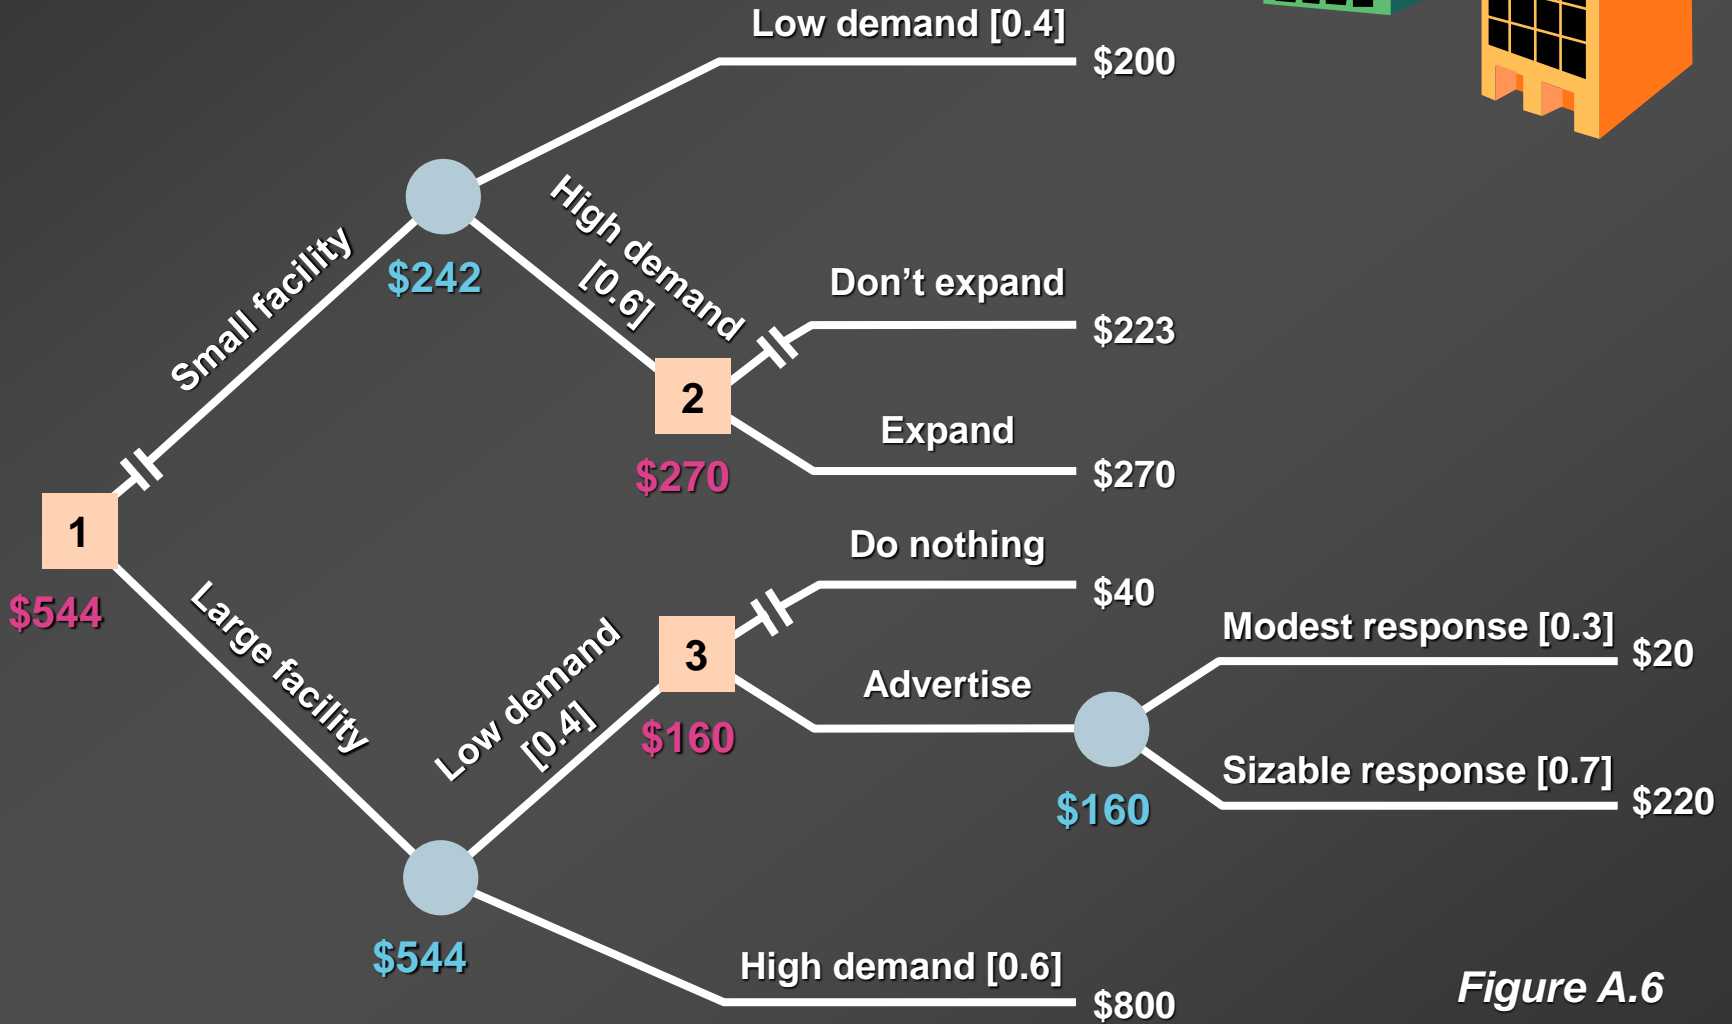 Low demand [0.4]
$200
High demand
[0.6]
Small facility
$242
Don’t expand
$223
2
Expand
$270
$270
1
$544
Do nothing
$40
Large facility
Low demand
[0.4]
3
$160
Advertise
Modest response [0.3]
$20
$160
Sizable response [0.7]
$220
$544
High demand [0.6]
$800
Figure A.6